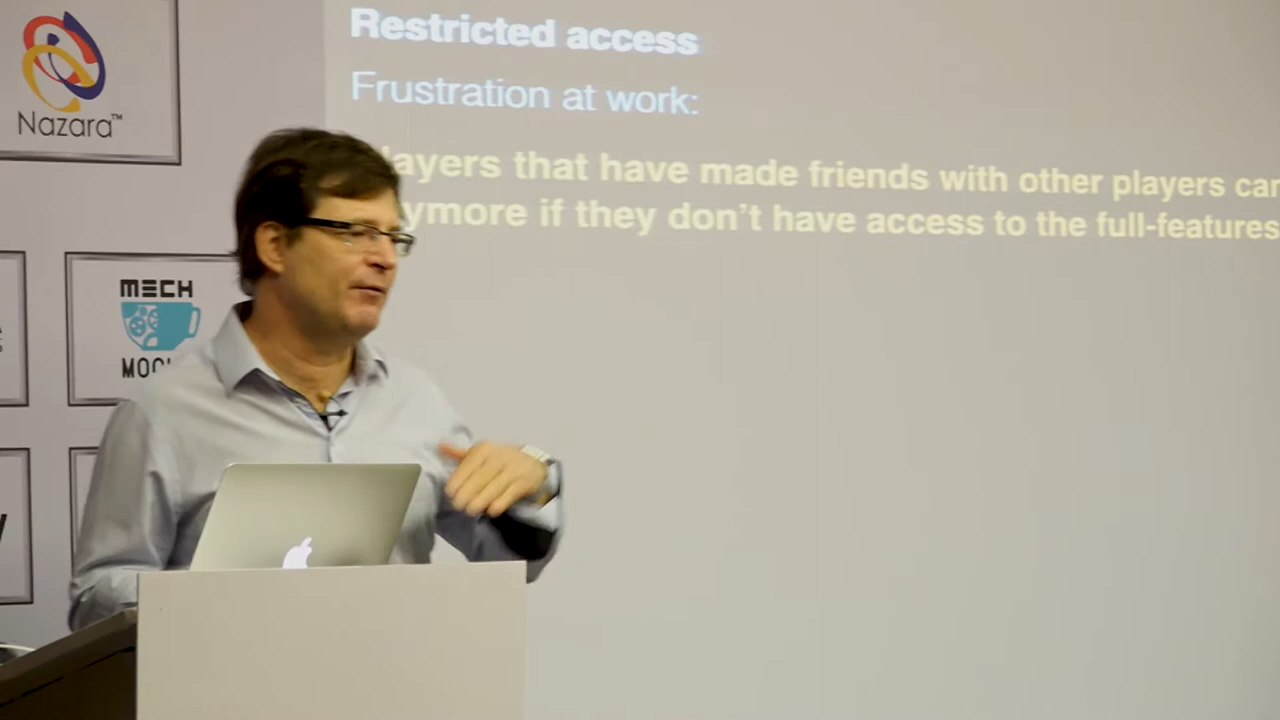 Restricted access
Frustration at work:
layers that have made friends with other players
ymore if they don't have access to the full-features
Nazara™
MECH